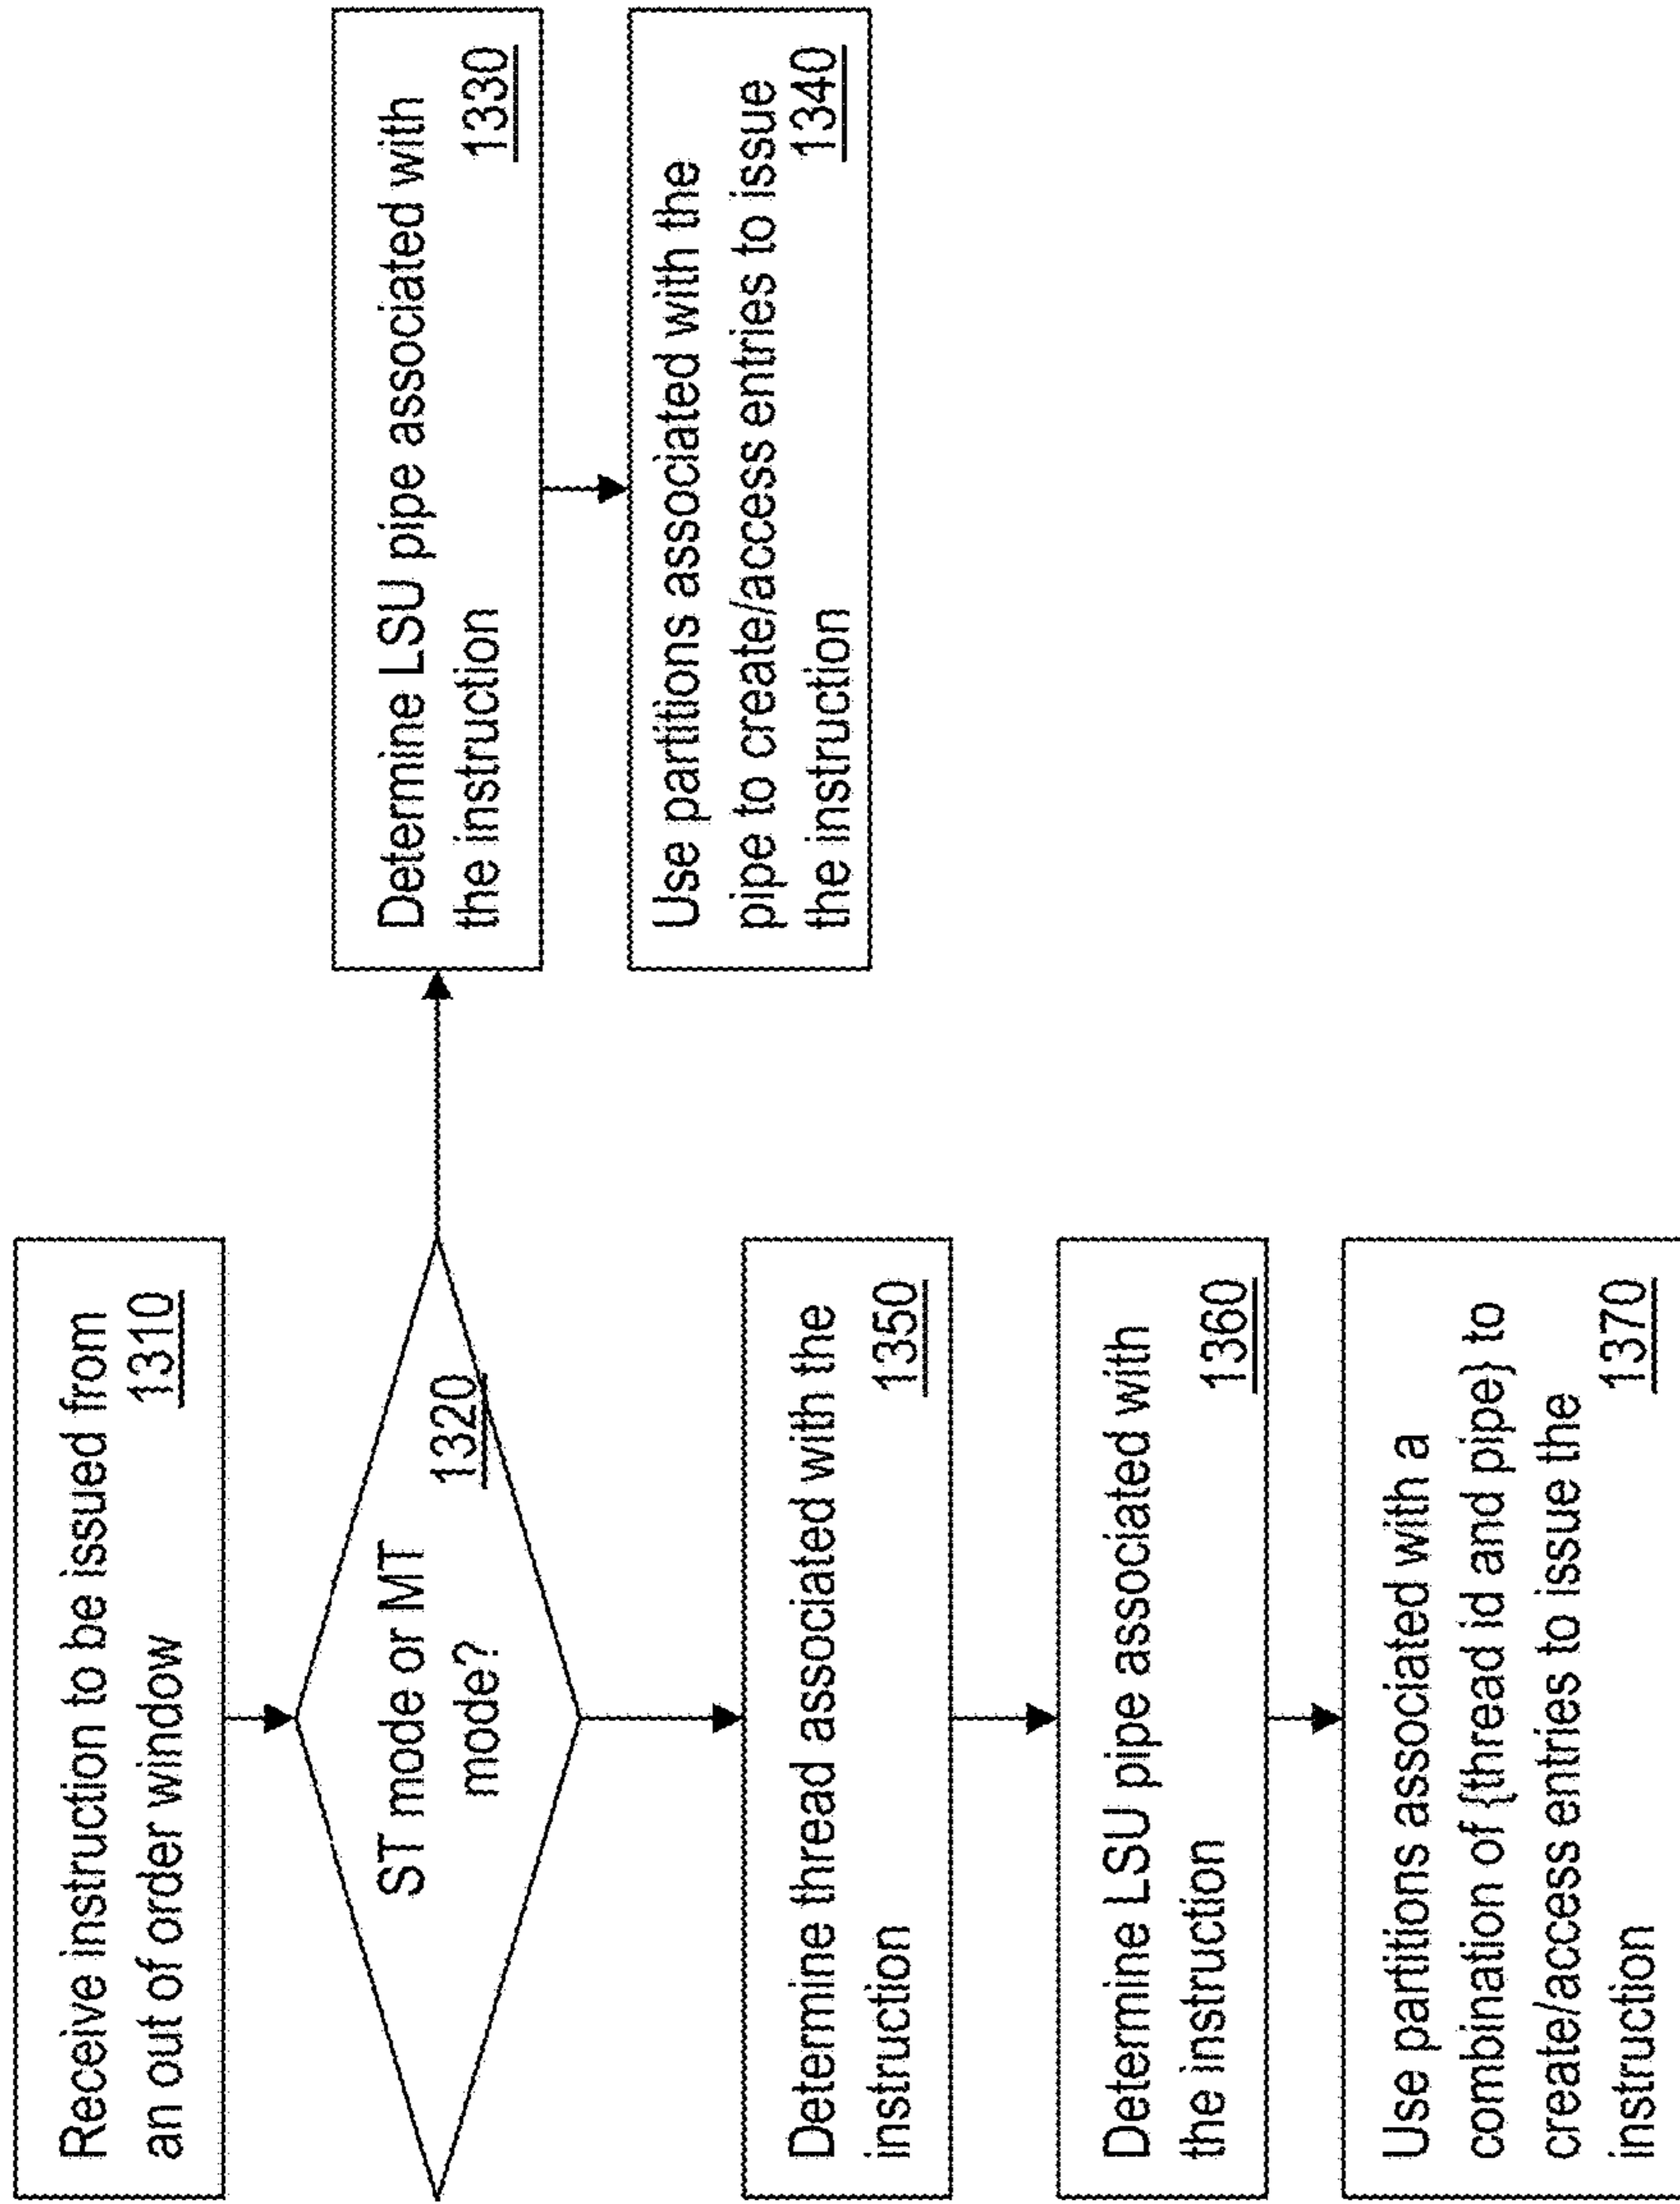 Receive instruction to be issued from
an out of order window
1310
ST mode or MT
mode?
1320
Determine LSU pipe associated with
the instruction
1330
Use partitions associated with the
pipe to create/access entries to issue
the instruction
1340
Determine thread associated with the
instruction
1350
Determine LSU pipe associated with
the instruction
1360
Use partitions associated with a
combination of {thread id and pipe} to
create/access entries to issue the
instruction
1370